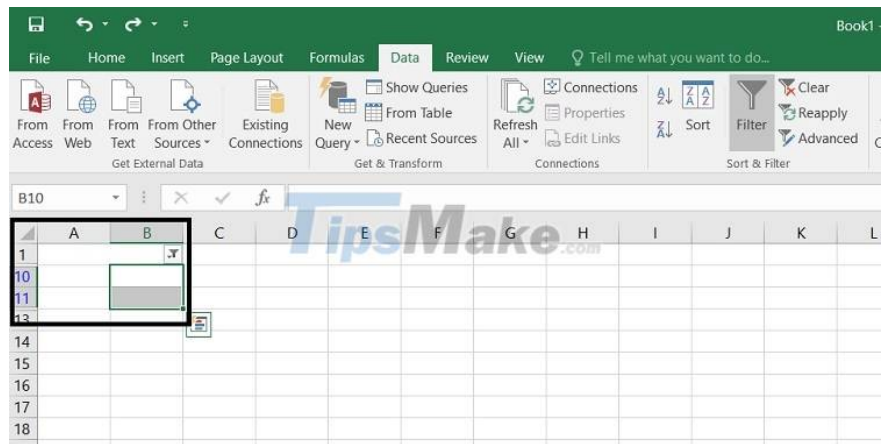 Book1 -
File Home Insert Page Layout Formulas Data Review View Tell me what you want to do...
From Access
From Web
From Text
From Other Sources
Existing Connections
Get External Data
New Query
Show Queries
From Table
Recent Sources
Get & Transform
Refresh All
Connections
Properties
Edit Links
Connections
Sort
Filter
Clear
Reapply
Advanced
Sort & Filter
B10 fx
TipsMake.com
A B C D E F G H I J K L
1
10
11
13
14
15
16
17
18